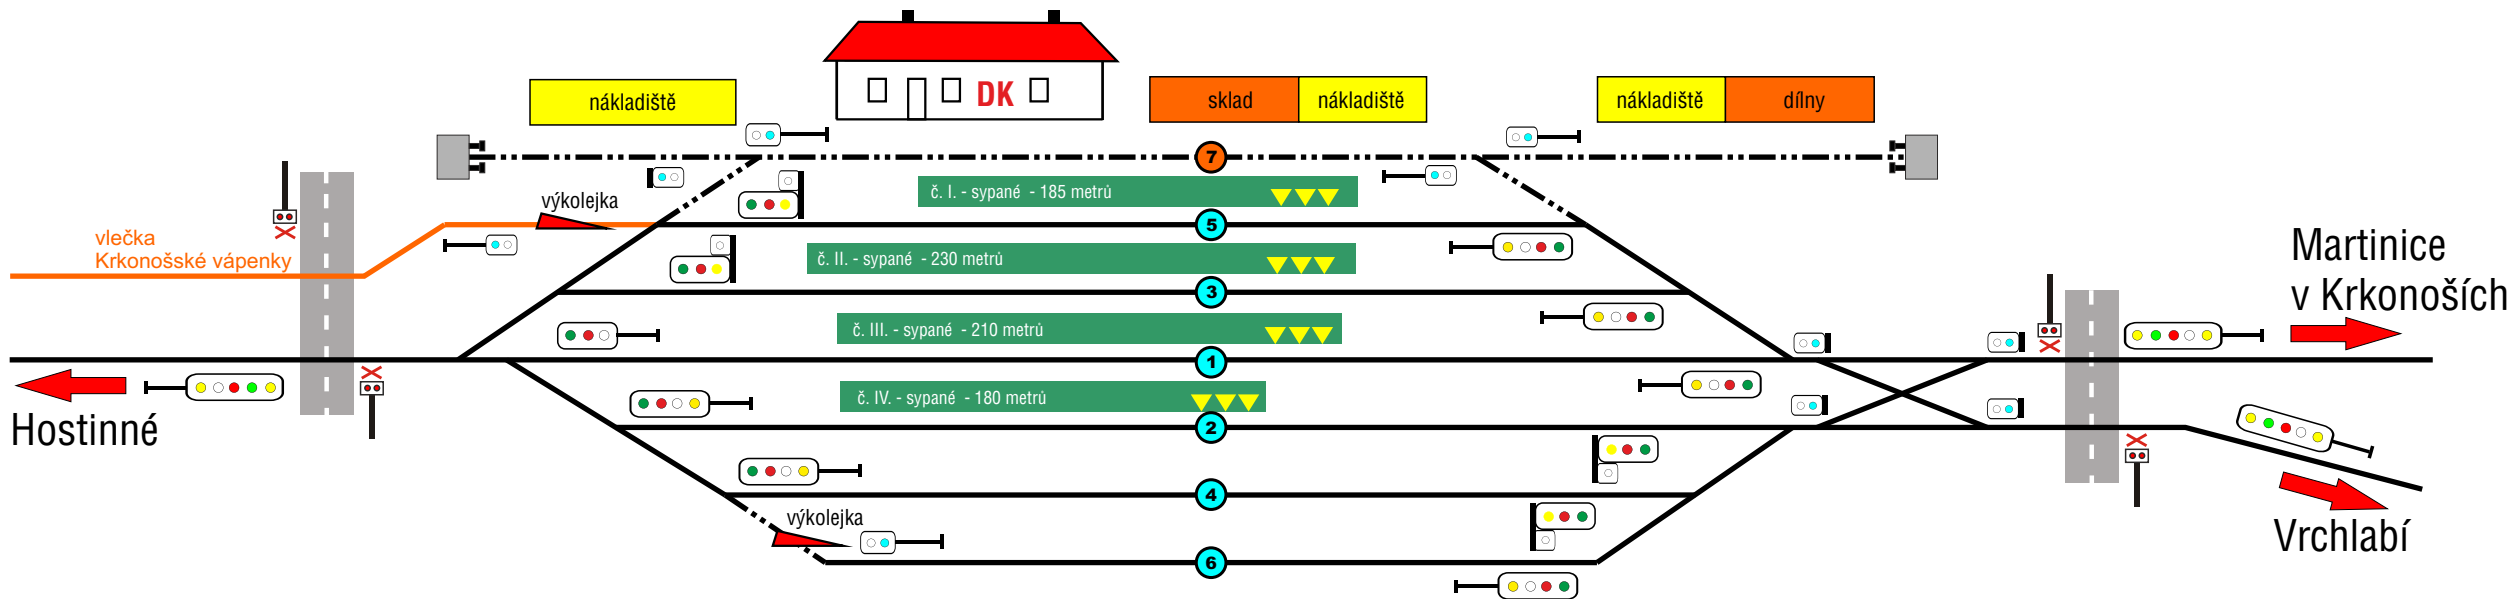 nákladiště
DK
sklad
nákladiště
nákladiště
dílny
7
č. I. - sypané - 185 metrů
výkolejka
5
vlečka
Krkonošské vápenky
č. II. - sypané - 230 metrů
Martinice
v Krkonoších
3
č. III. - sypané - 210 metrů
1
č. IV. - sypané - 180 metrů
Hostinné
2
4
výkolejka
Vrchlabí
6